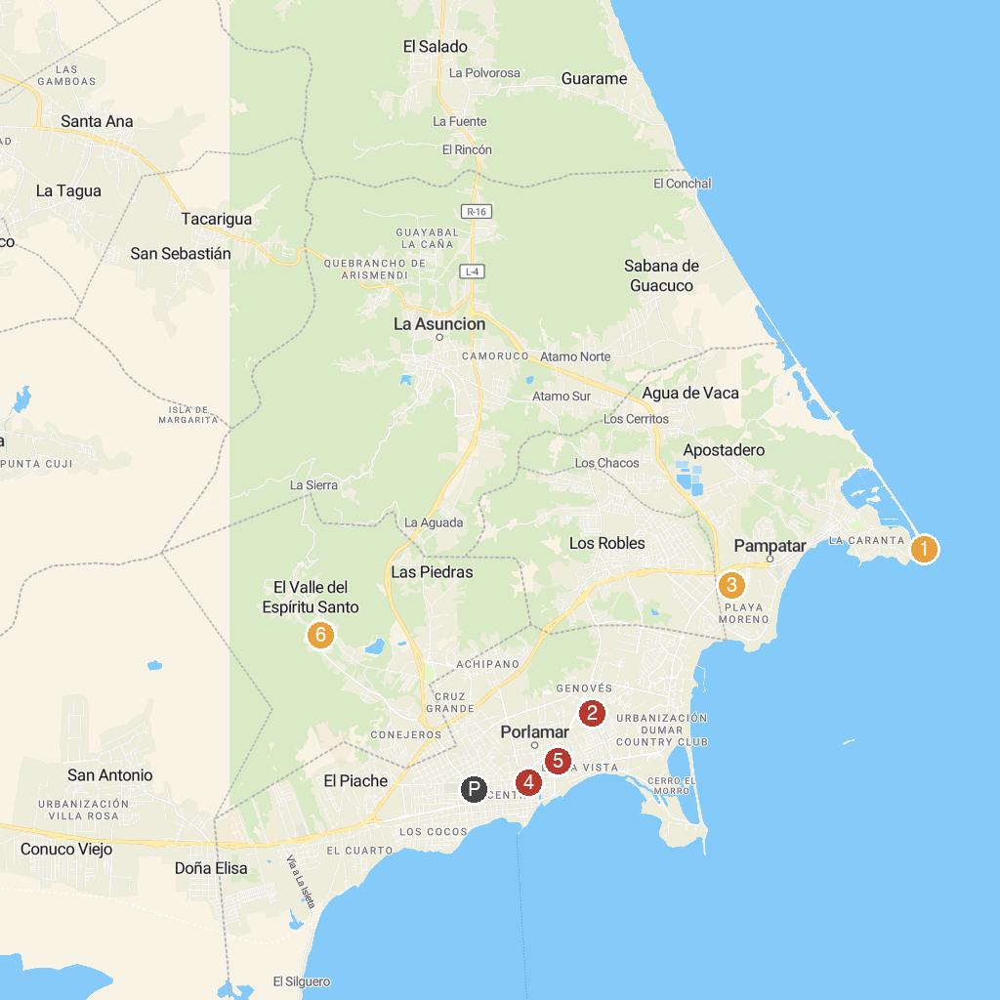 El Salado
La Polvorosa
Guarame
LAS
GAMBOAS
Santa Ana
La Fuente
El Rincón
AD
La Tagua
El Conchal
Tacarigua
R-16
co
San Sebastián
GUAYABAL
LA CAÑA
QUEBRANCHO DE
ARISMENDI
L-4
Sabana de
Guacuco
La Asuncion
CAMORUCO
Atamo Norte
Atamo Sur
Agua de Vaca
ISLA DE
MARGARITA
Los Cerritos
a
PUNTA CUJI
Los Chacos
Apostadero
La Sierra
La Aguada
Los Robles
Pampatar
LA CARANTA
1
Las Piedras
3
El Valle del
Espíritu Santo
PLAYA
MORENO
6
ACHIPANO
GENOVÉS
CRUZ
GRANDE
2
URBANIZACIÓN
DUMAR
COUNTRY CLUB
CONEJEROS
Porlamar
5
A VISTA
San Antonio
El Piache
P
CENT
4
CERRO EL
MORRO
URBANIZACIÓN
VILLA ROSA
LOS COCOS
Conuco Viejo
EL CUARTO
Doña Elisa
Vía a La Isleta
El Silguero